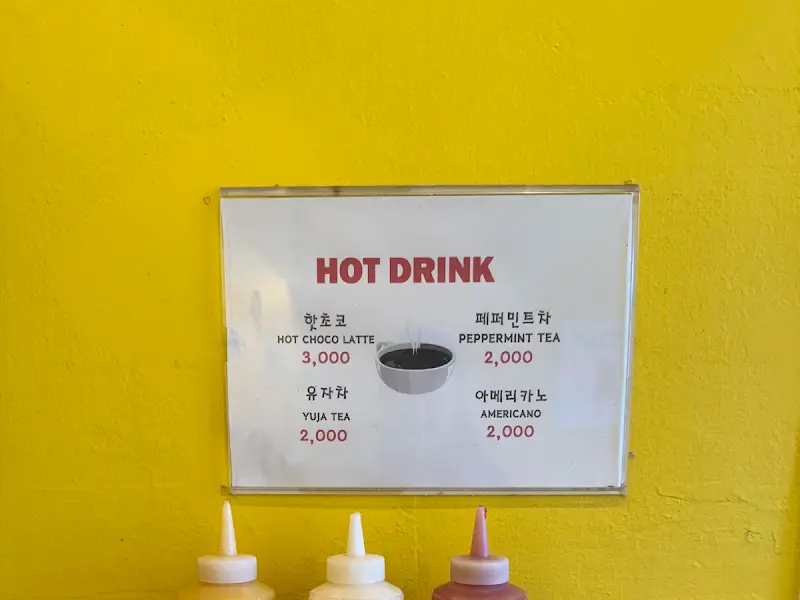 HOT DRINK
핫초코
HOT CHOCO LATTE
3,000
페퍼민트차
PEPPERMINT TEA
2,000
유자차
YUJA TEA
2,000
아메리카노
AMERICANO
2,000